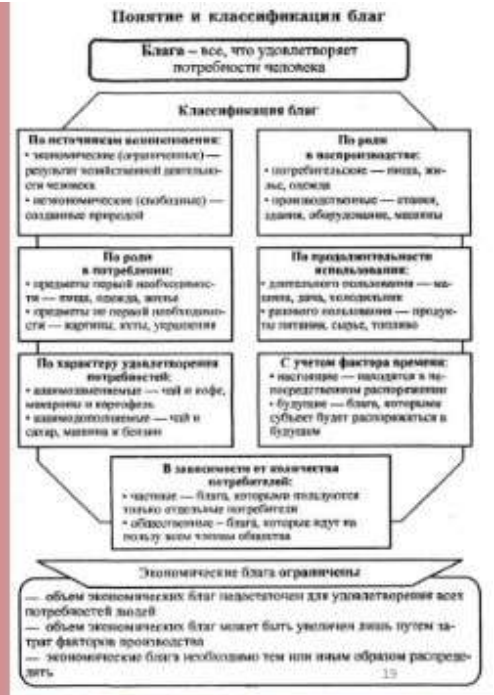 Понятие и классификация благ
Блага – все, что удовлетворяет
потребности человека
Классификация благ
По источникам возникновения:
• экономические (ограниченные) —
результат хозяйственной деятельно-
сти человека
• неэкономические (свободные) —
созданные природой
По роли
в воспроизводстве:
• потребительские — пища, жи-
лье, одежда
• производственные — станки,
здания, оборудование, машины
По роли
в потреблении:
• предметы первой необходимос-
ти — пища, одежда, жилье
• предметы не первой необходимо-
сти — картины, яхты, украшения
По продолжительности
использования:
• длительного пользования — ма-
шина, дача, холодильник
• разового пользования — продук-
ты питания, сырье, топливо
По характеру удовлетворения
потребностей:
• взаимозаменяемые — чай и кофе,
макароны и картофель
• взаимодополняемые — чай и
сахар, машина и бензин
С учетом фактора времени:
• настоящие — находятся в не-
посредственном распоряжении
• будущие — блага, которыми
субъект будет распоряжаться в
будущем
В зависимости от количества
потребителей:
• частные — блага, которыми пользуются
только отдельные потребители
• общественные – блага, которые идут на
пользу всем членам общества
Экономические блага ограничены
— объем экономических благ недостаточен для удовлетворения всех
потребностей людей
— объем экономических благ может быть увеличен лишь путем за-
трат факторов производства
— экономические блага необходимо тем или иным образом распреде-
лить
19